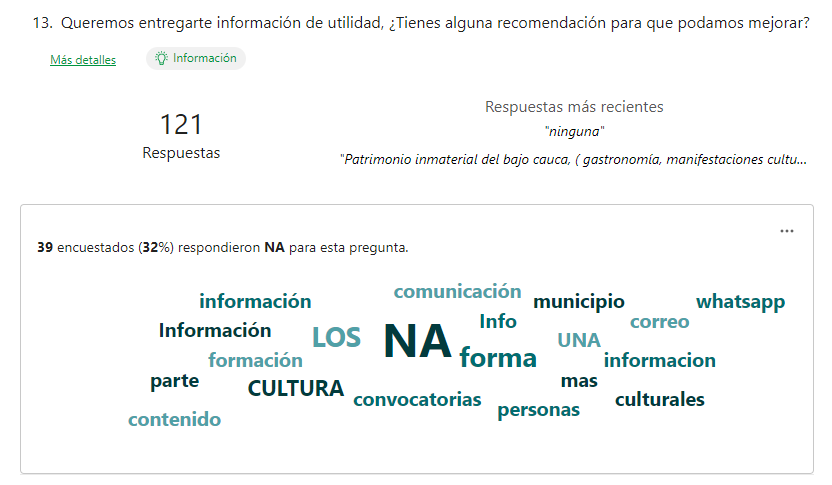 13. Queremos entregarte información de utilidad, ¿Tienes alguna recomendación para que podamos mejorar?
Más detalles
Información
121
Respuestas
Respuestas más recientes
"ninguna"
"Patrimonio inmaterial del bajo cauca, ( gastronomía, manifestaciones cultu...
...
39 encuestados (32%) respondieron NA para esta pregunta.
información comunicación municipio whatsapp
Información LOS NA Info UNA correo
formación forma informacion
parte CULTURA mas
convocatorias personas culturales
contenido